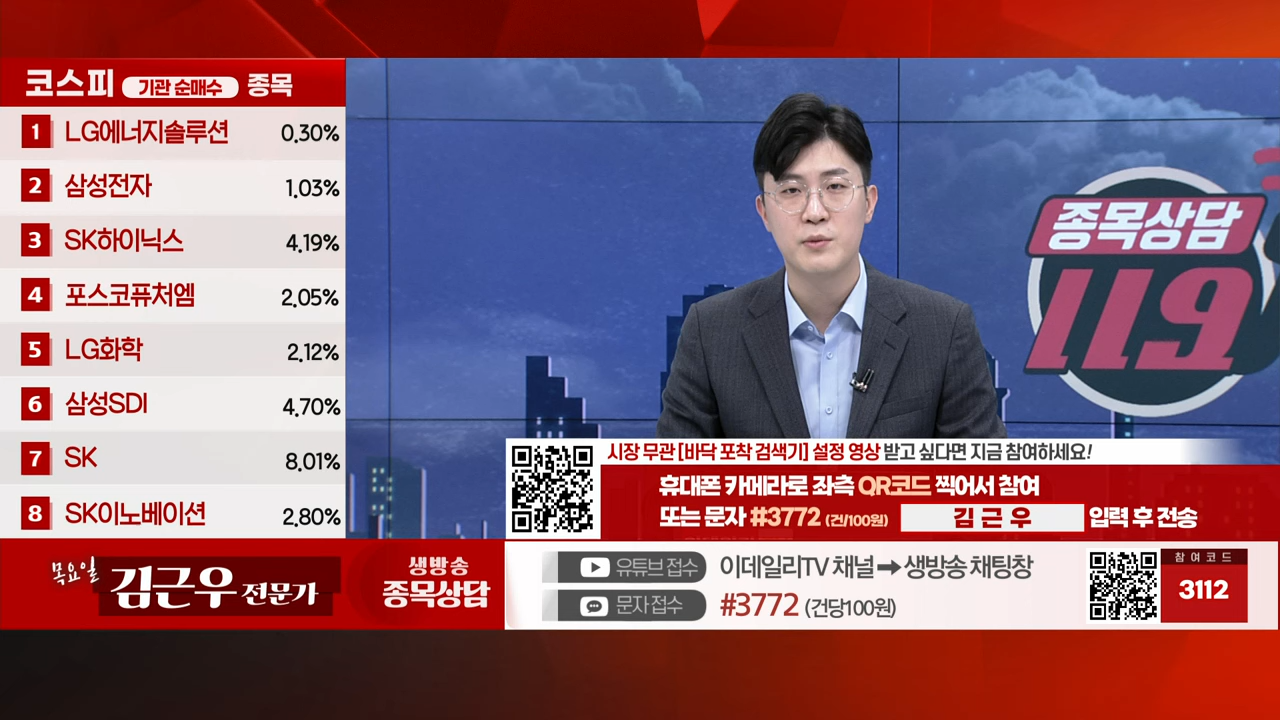 코스피 기관 순매수 종목
1 LG에너지솔루션 0.30%
2 삼성전자 1.03%
3 SK하이닉스 4.19%
4 포스코퓨처엠 2.05%
5 LG화학 2.12%
6 삼성SDI 4.70%
7 SK 8.01%
8 SK이노베이션 2.80%
종목상담
119
시장 무관 [바닥 포착 검색기] 설정 영상 받고 싶다면 지금 참여하세요!
휴대폰 카메라로 좌측 QR코드 찍어서 참여
또는 문자 #3772 (건/100원) 김 근 우 입력 후 전송
목요일 김근우 전문가
생방송
종목상담
유튜브 접수 이데일리TV 채널 ➡ 생방송 채팅창
문자 접수 #3772 (건당100원)
참여코드
3112